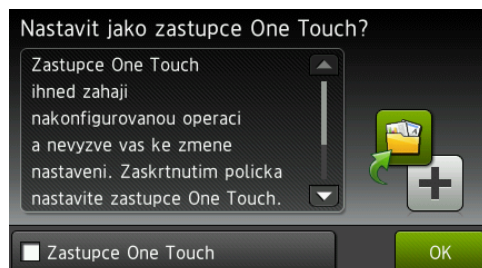 Nastavit jako zastupce One Touch?
Zastupce One Touch
ihned zahaji
nakonfigurovanou operaci
a nevyzve vas ke zmene
nastaveni. Zaskrtnutim policka
nastavite zastupce One Touch.
Zastupce One Touch
OK